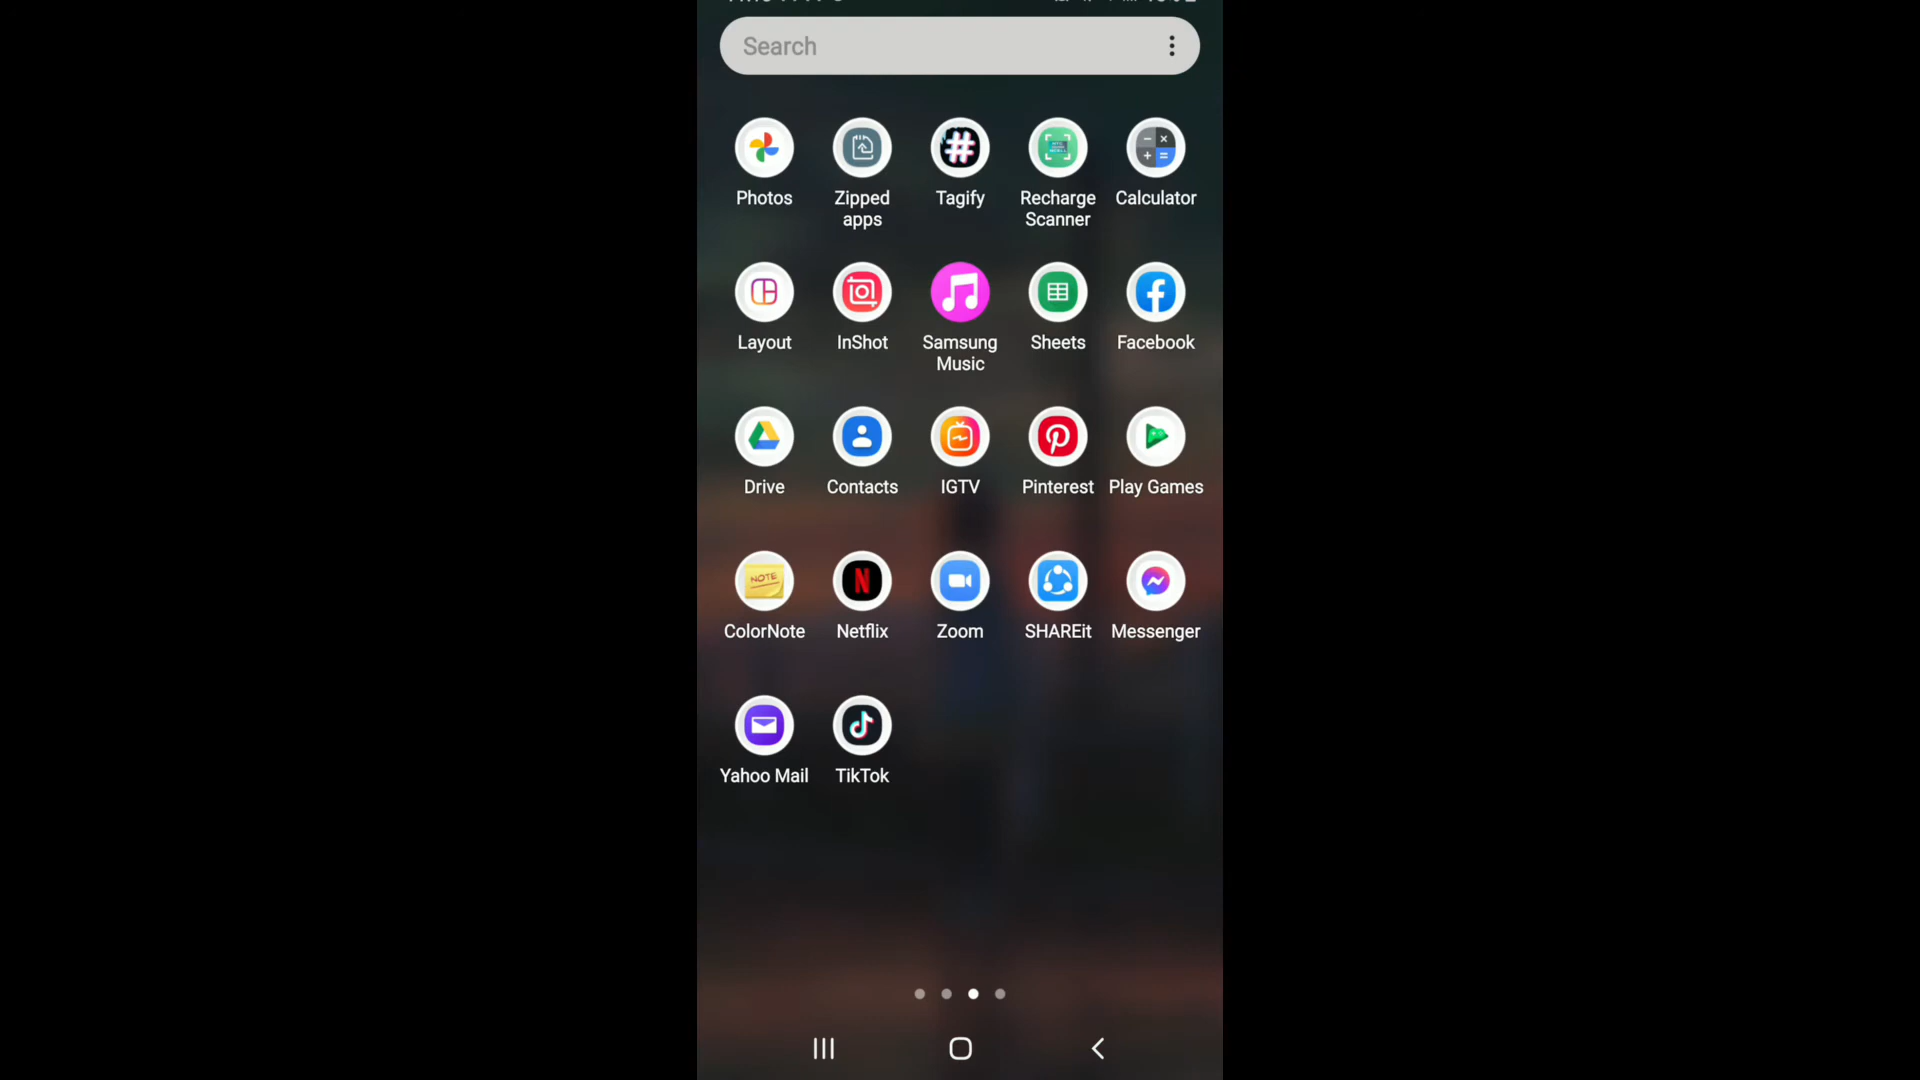 Search
Photos
Zipped apps
Tagify
Recharge Scanner
Calculator
Layout
InShot
Samsung Music
Sheets
Facebook
Drive
Contacts
IGTV
Pinterest
Play Games
NOTE
ColorNote
Netflix
Zoom
SHAREit
Messenger
Yahoo Mail
TikTok